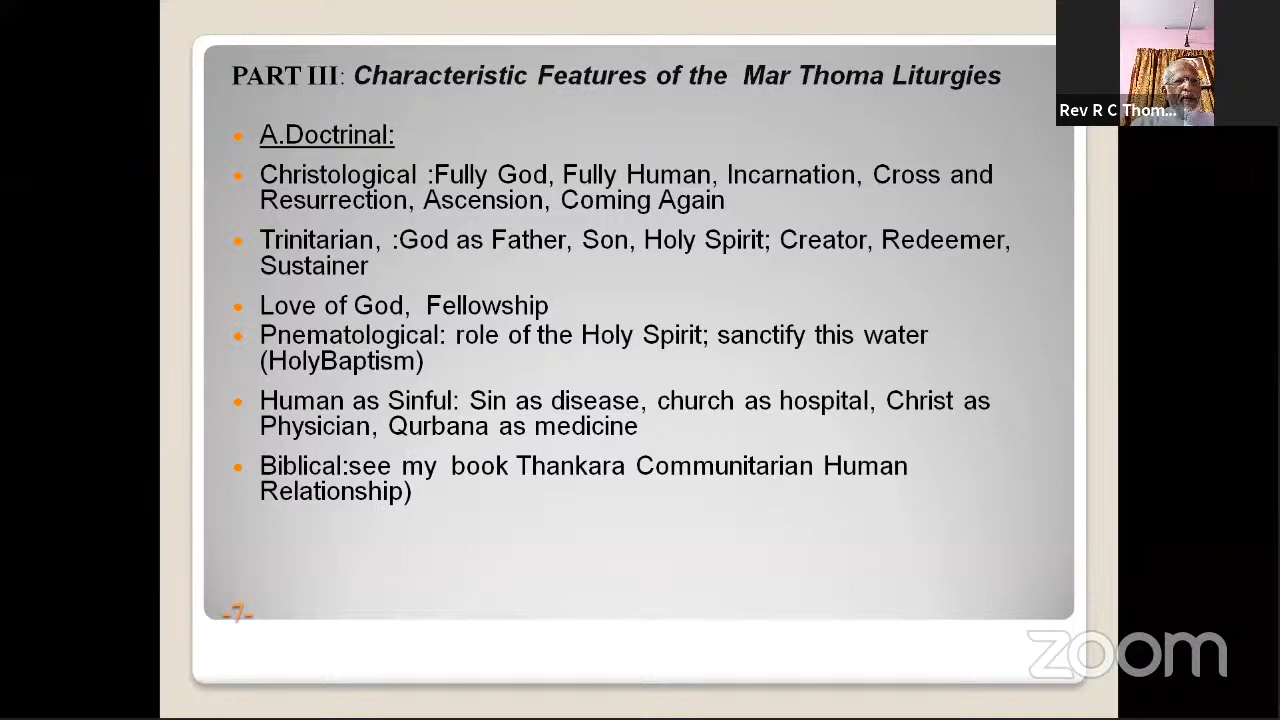 PART III: Characteristic Features of the Mar Thoma Liturgies
Rev R C Thom...
A.Doctrinal:
Christological :Fully God, Fully Human, Incarnation, Cross and
Resurrection, Ascension, Coming Again
Trinitarian, :God as Father, Son, Holy Spirit; Creator, Redeemer,
Sustainer
Love of God, Fellowship
Pnematological: role of the Holy Spirit; sanctify this water
(HolyBaptism)
Human as Sinful: Sin as disease, church as hospital, Christ as
Physician, Qurbana as medicine
Biblical:see my book Thankara Communitarian Human
Relationship)
-7-
zoom